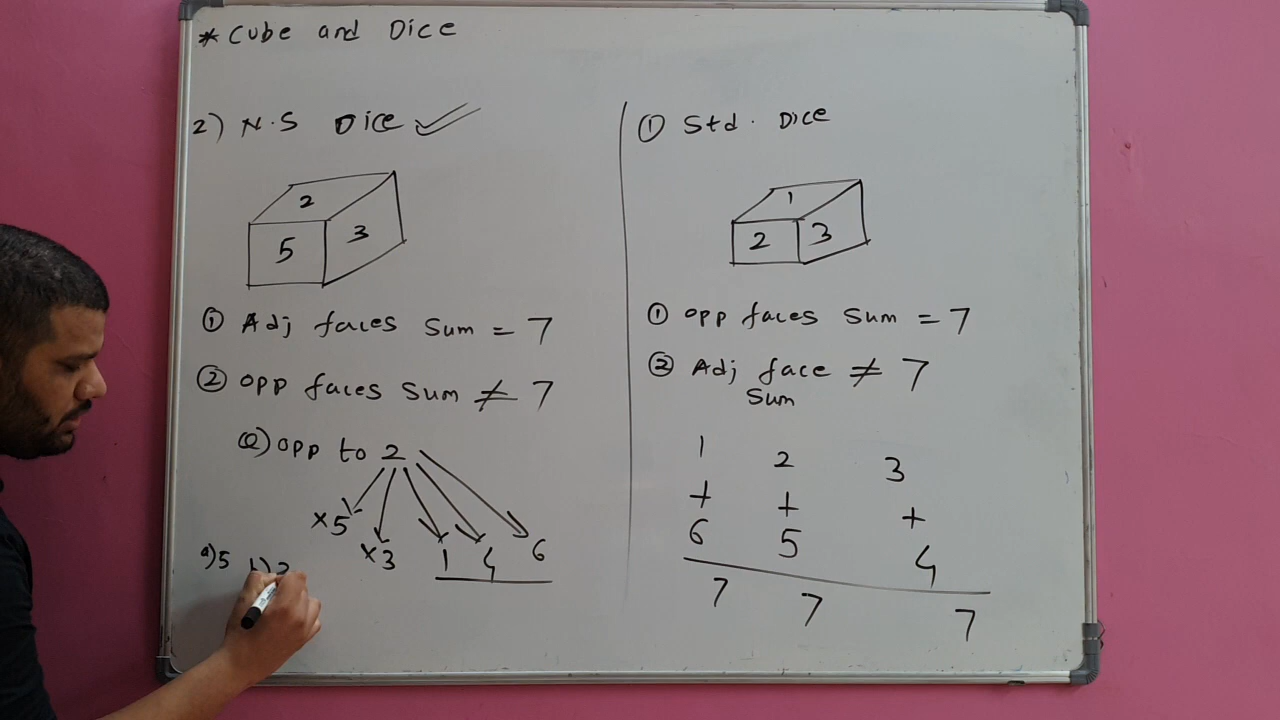 * Cube and Dice
2) N.S Dice
2
5 3
① Adj faces sum = 7
② opp faces sum ≠ 7
Q) opp to 2
×5 ×3 1 4 6
a)5 b)3
① Std. Dice
1
2 3
① opp faces sum = 7
② Adj face ≠ 7
sum
1 2 3
+ + +
6 5 4
7 7 7